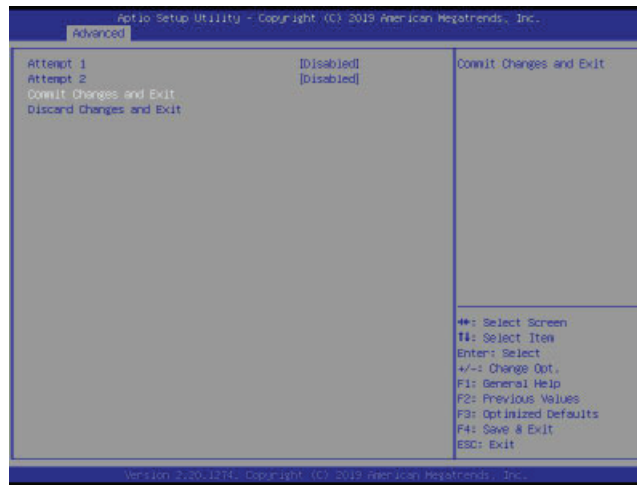 Aptio Setup Utility - Copyright (C) 2019 American Megatrends, Inc.
Advanced
Attempt 1 [Disabled]
Attempt 2 [Disabled]
Commit Changes and Exit
Discard Changes and Exit
Commit Changes and Exit
: Select Screen
↑↓: Select Item
Enter: Select
+/-: Change Opt.
F1: General Help
F2: Previous Values
F3: Optimized Defaults
F4: Save & Exit
ESC: Exit
Version 2.20.1274. Copyright (C) 2019 American Megatrends, Inc.